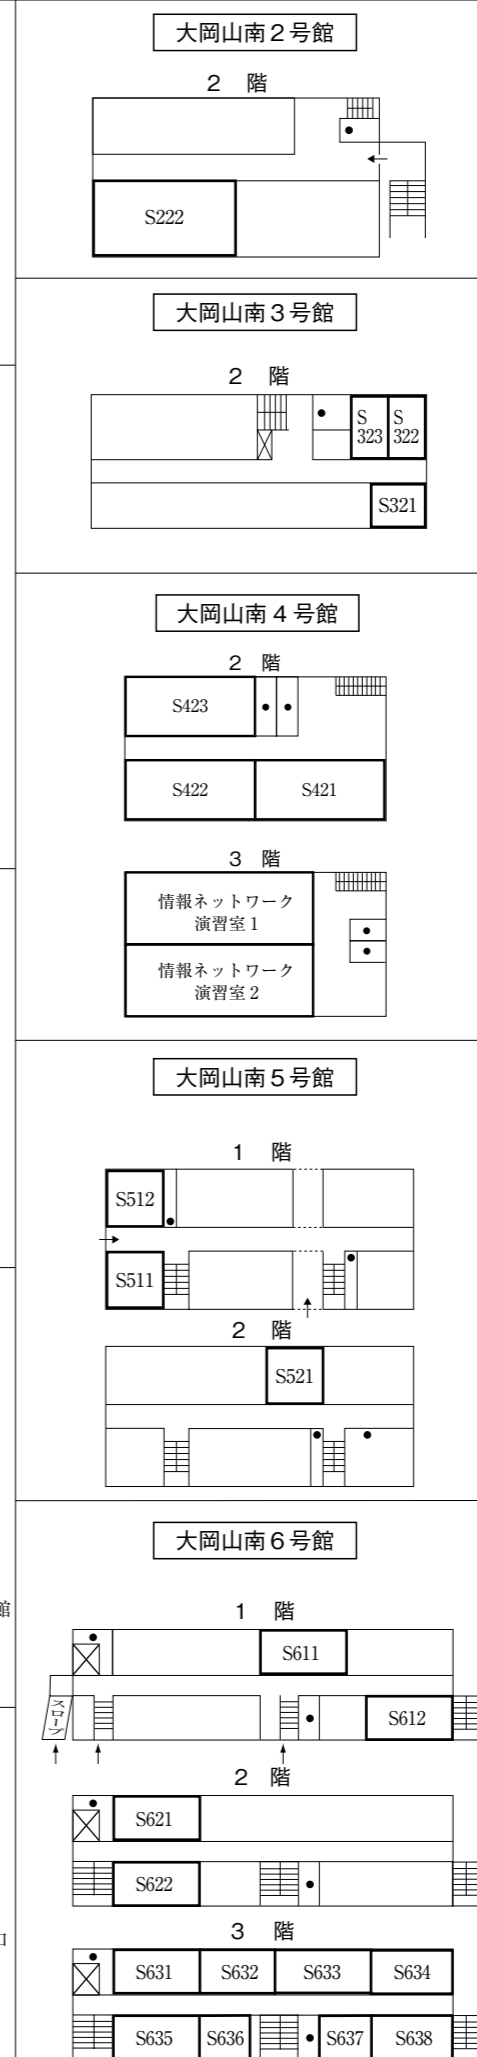 大岡山南２号館
２　階
S222
大岡山南３号館
２　階
S
323
S
322
S321
大岡山南４号館
２　階
S423
S422
S421
３　階
情報ネットワーク
演習室１
情報ネットワーク
演習室２
大岡山南５号館
１　階
S512
S511
２　階
S521
大岡山南６号館
１　階
館
S611
スロープ
S612
２　階
S621
S622
３　階
S631
S632
S633
S634
S635
S636
S637
S638